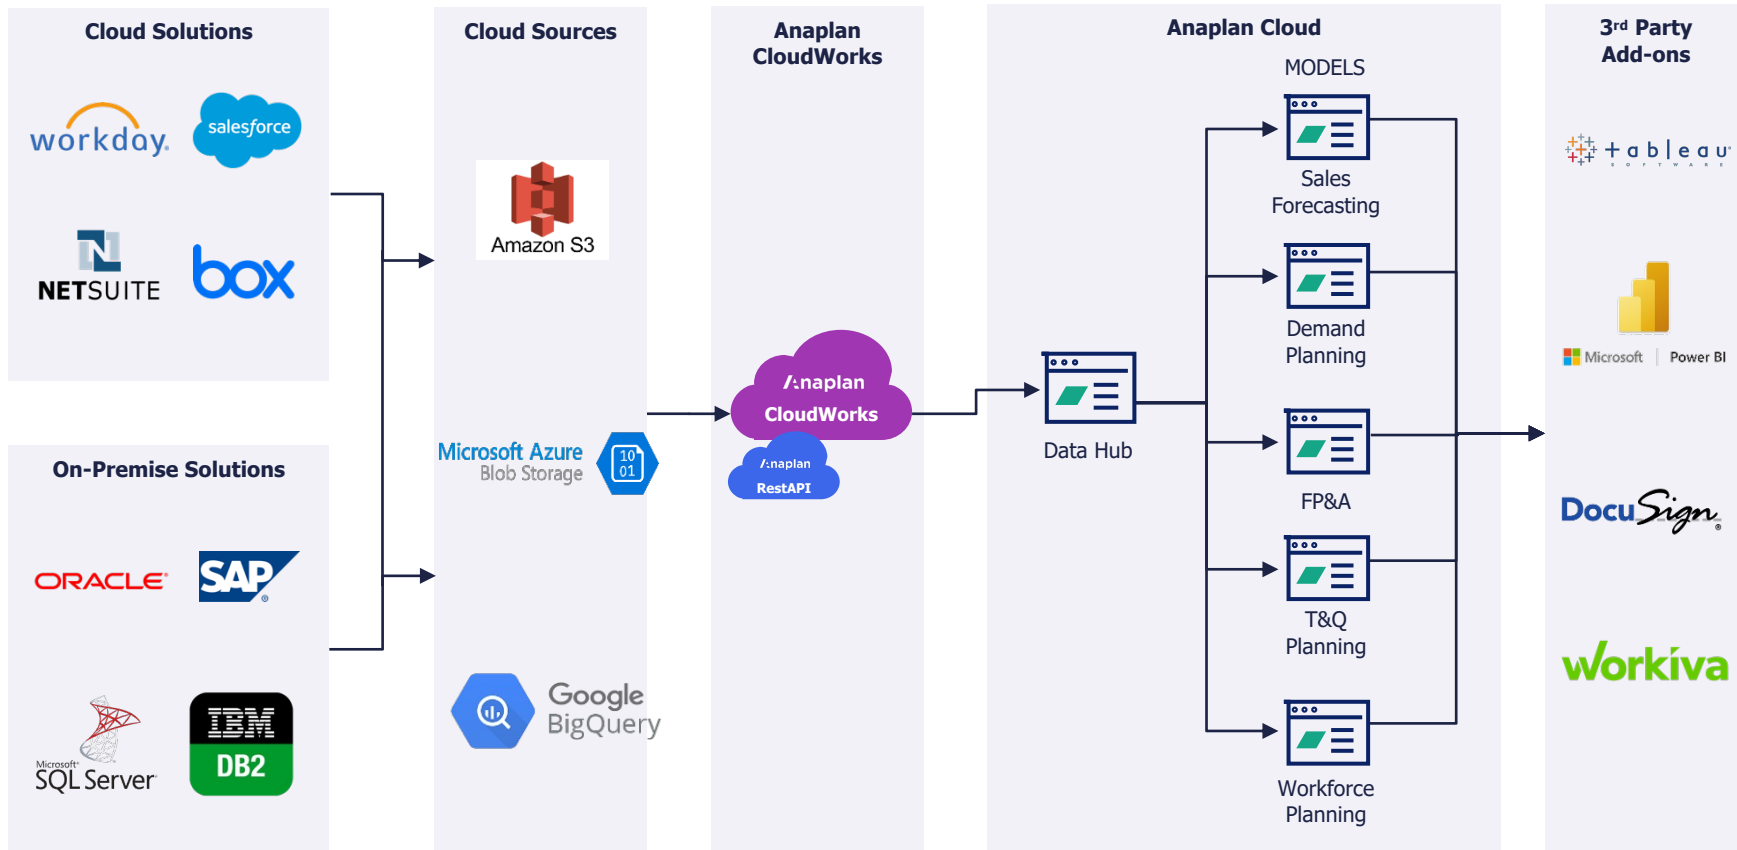 Cloud Solutions
workday.
salesforce
NETSUITE
box
On-Premise Solutions
ORACLE®
SAP®
Microsoft®
SQL Server®
IBM
DB2
Cloud Sources
Amazon S3
Microsoft Azure
Blob Storage
10
01
Google
BigQuery
Anaplan
CloudWorks
Anaplan
CloudWorks
Anaplan
RestAPI
Anaplan Cloud
MODELS
Data Hub
Sales
Forecasting
Demand
Planning
FP&A
T&Q
Planning
Workforce
Planning
3rd Party
Add-ons
+ableau®
SOFTWARE
Microsoft | Power BI
DocuSign®
Workiva